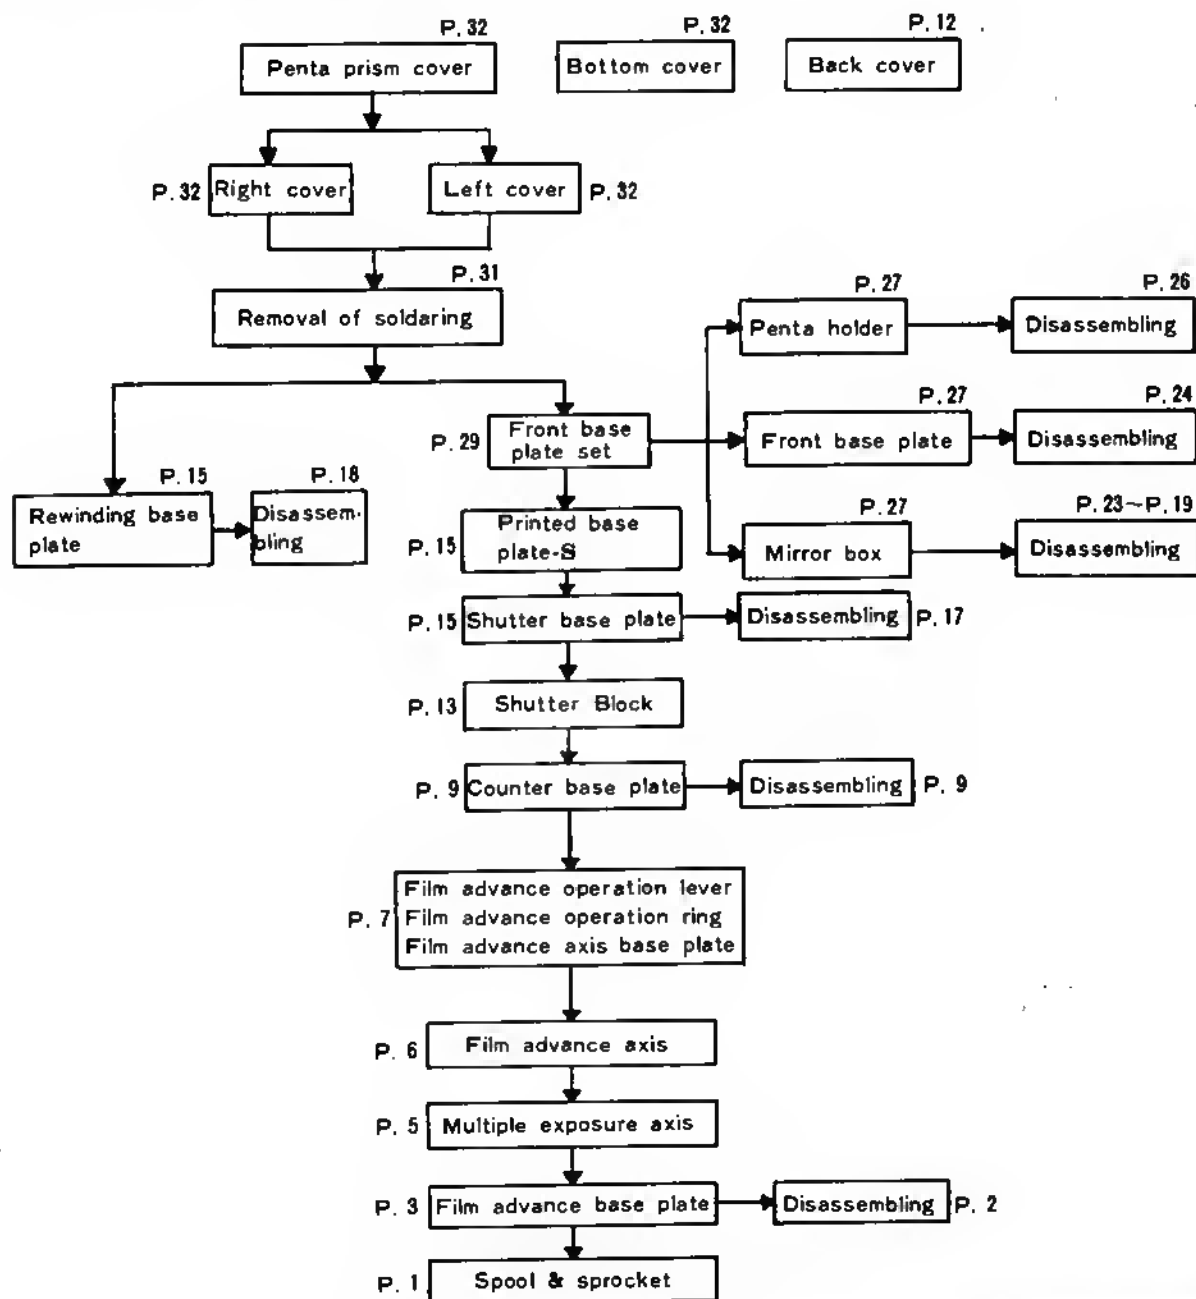 P. 32
P. 32
P. 12
Penta prism cover
Bottom cover
Back cover
P. 32
Right cover
Left cover
P. 32
P. 31
Removal of soldaring
P. 27
P. 26
Penta holder
Disassembling
P. 27
P. 24
P. 29
Front base
plate set
Front base plate
Disassembling
P. 15
P. 18
Rewinding base
plate
Disassem-
bling
P. 27
P. 23~P. 19
P. 15
Printed base
plate-S
Mirror box
Disassembling
P. 15
Shutter base plate
Disassembling
P. 17
P. 13
Shutter Block
P. 9
Counter base plate
Disassembling
P. 9
P. 7
Film advance operation lever
Film advance operation ring
Film advance axis base plate
P. 6
Film advance axis
P. 5
Multiple exposure axis
P. 3
Film advance base plate
Disassembling
P. 2
P. 1
Spool & sprocket